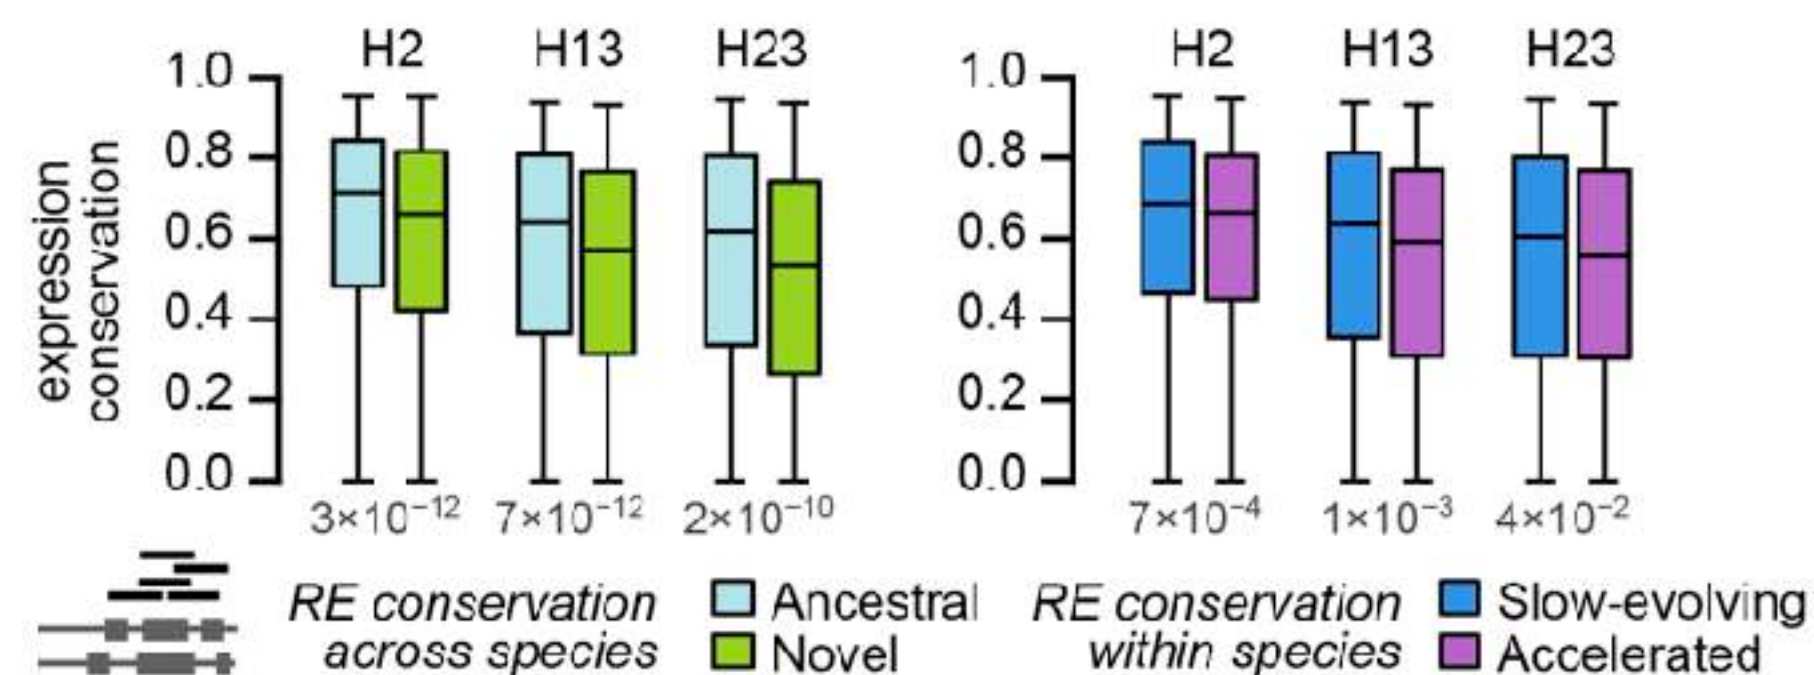 H2 H13 H23
1.0
0.8
0.6
0.4
0.2
0.0
expression
conservation
3×10⁻¹² 7×10⁻¹² 2×10⁻¹⁰
RE conservation
across species
Ancestral
Novel
H2 H13 H23
1.0
0.8
0.6
0.4
0.2
0.0
7×10⁻⁴ 1×10⁻³ 4×10⁻²
RE conservation
within species
Slow-evolving
Accelerated